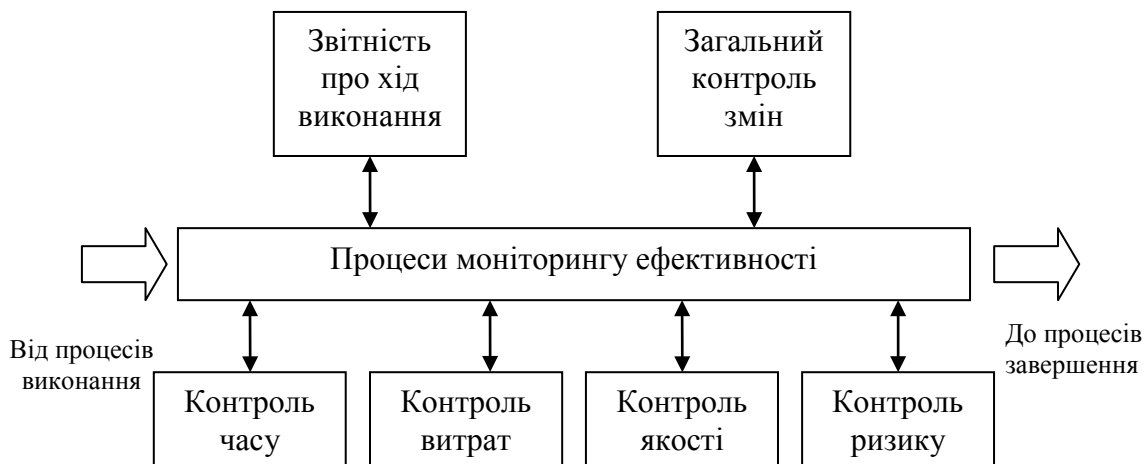 Звітність
про хід
виконання
Загальний
контроль
змін
Процеси моніторингу ефективності
Від процесів
виконання
До процесів
завершення
Контроль
часу
Контроль
витрат
Контроль
якості
Контроль
ризику